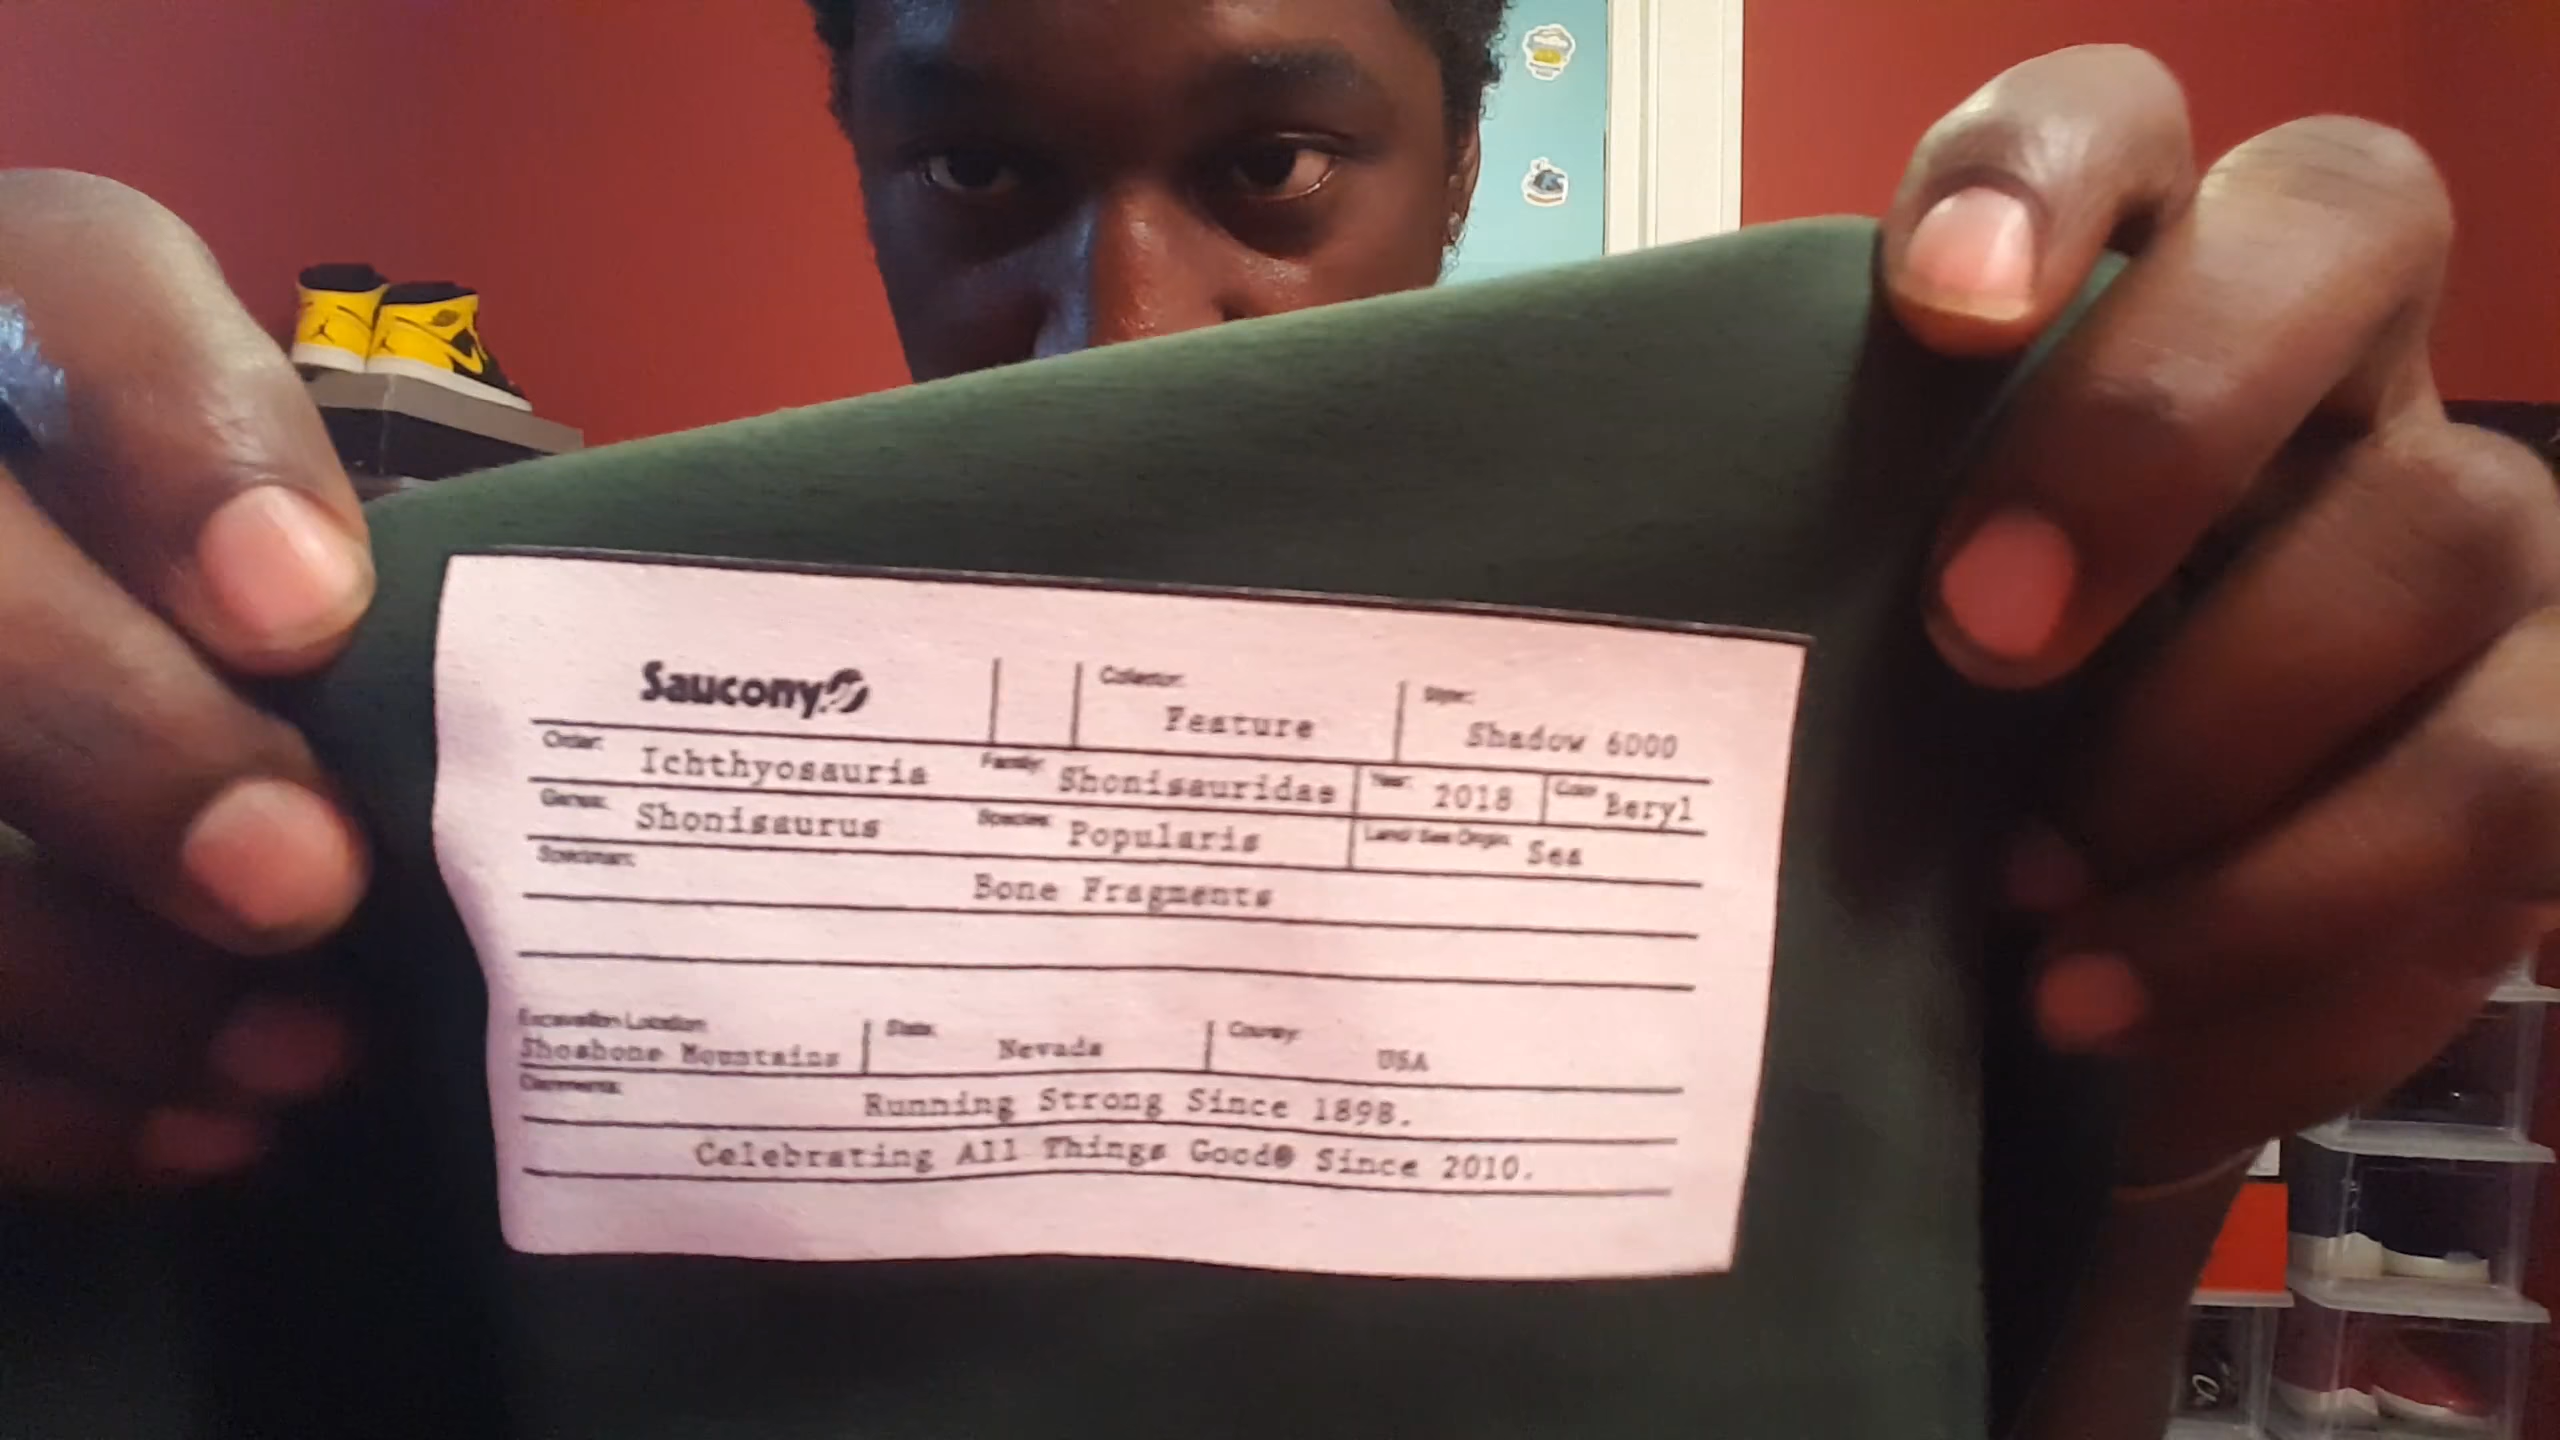 Saucony
Collector: Feature
Style: Shadow 6000
Order: Ichthyosauria Family: Shonisauridae Year: 2018 Color Beryl
Genus: Shonisaurus Species: Popularis Land/Sea Origin: Sea
Specimen:
Bone Fragments
Excavation Location State: Country:
Shoshone Mountains Nevada USA
Comments:
Running Strong Since 1898.
Celebrating All Things Good® Since 2010.